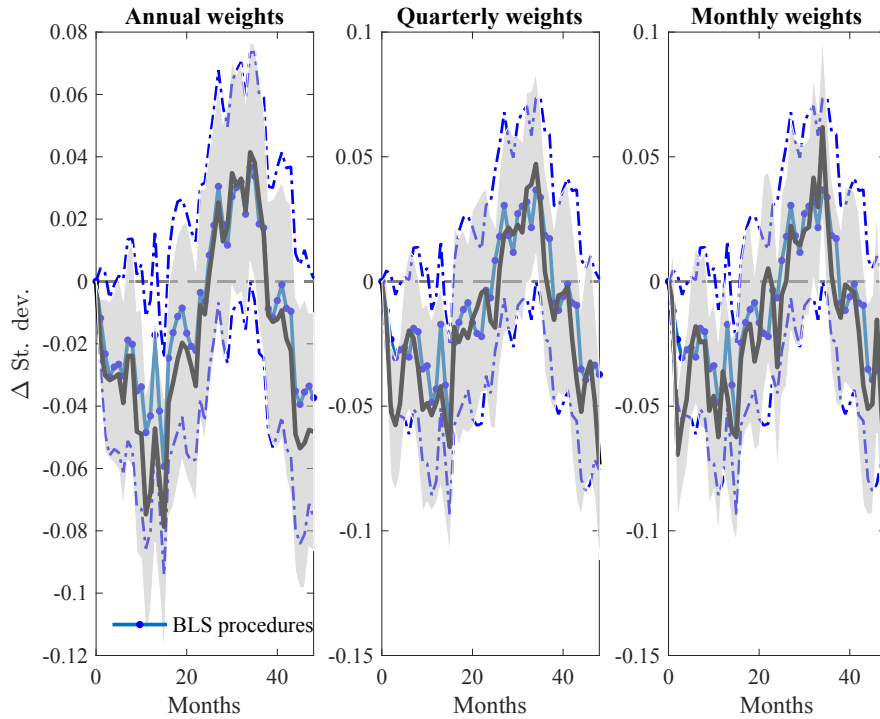 Annual weights
Quarterly weights
Monthly weights
Δ St. dev.
0.08
0.06
0.04
0.02
0
-0.02
-0.04
-0.06
-0.08
-0.1
-0.12
0.1
0.05
0
-0.05
-0.1
-0.15
0.1
0.05
0
-0.05
-0.1
-0.15
BLS procedures
0 20 40
0 20 40
0 20 40
Months
Months
Months